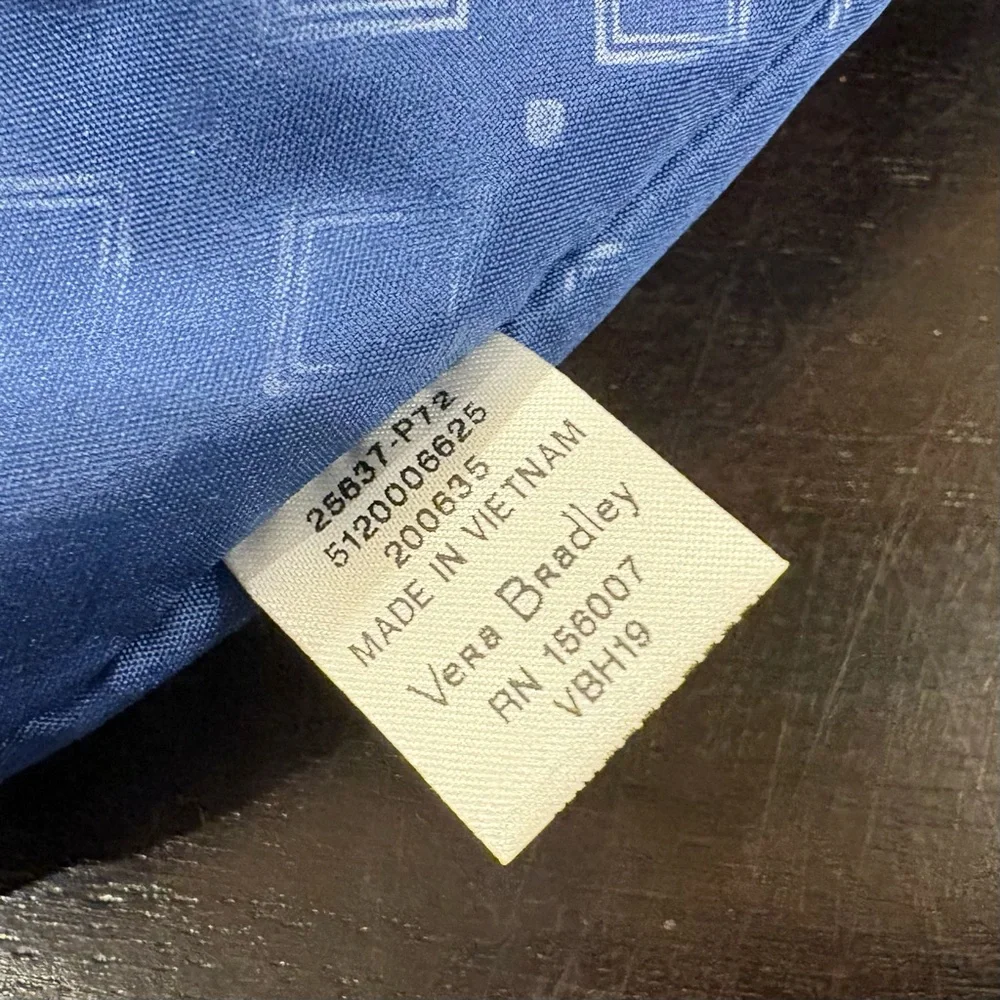 25637-P72
5120006625
200635
MADE IN VIETNAM
Vera Bradley
RN 156007
VBH19